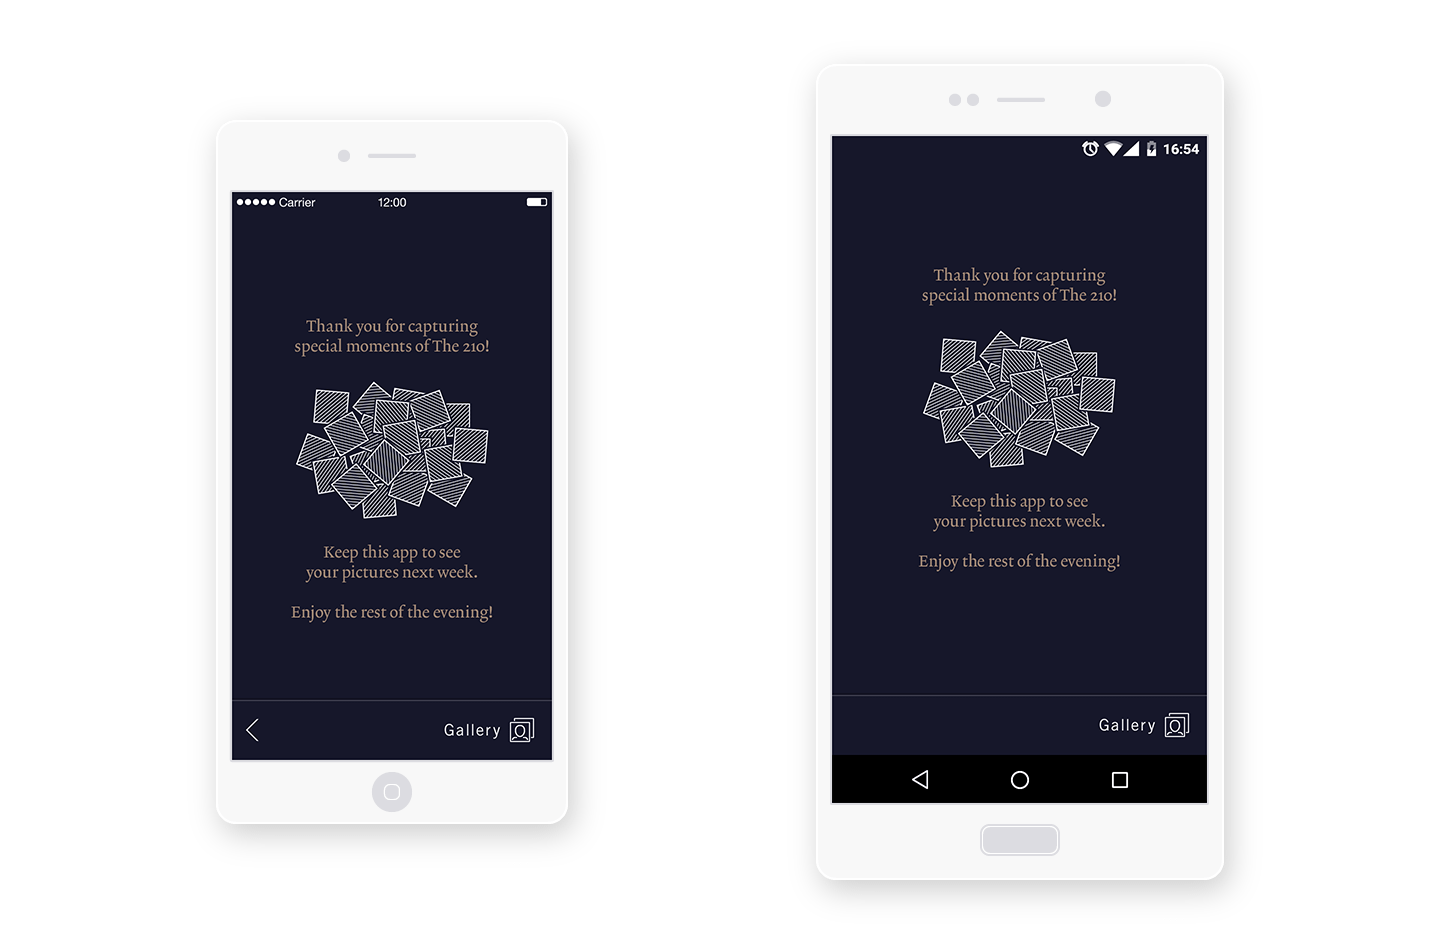 Carrier 12:00
Thank you for capturing
special moments of The 210!
Keep this app to see
your pictures next week.
Enjoy the rest of the evening!
Gallery
16:54
Thank you for capturing
special moments of The 210!
Keep this app to see
your pictures next week.
Enjoy the rest of the evening!
Gallery